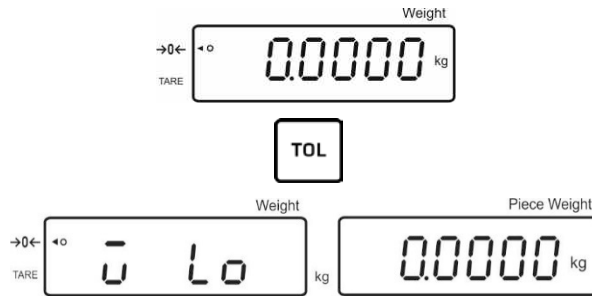 Weight
→0← ◄o 0.0000 kg
TARE
TOL
Weight Piece Weight
→0← ◄o ū Lo kg 0.0000 kg
TARE